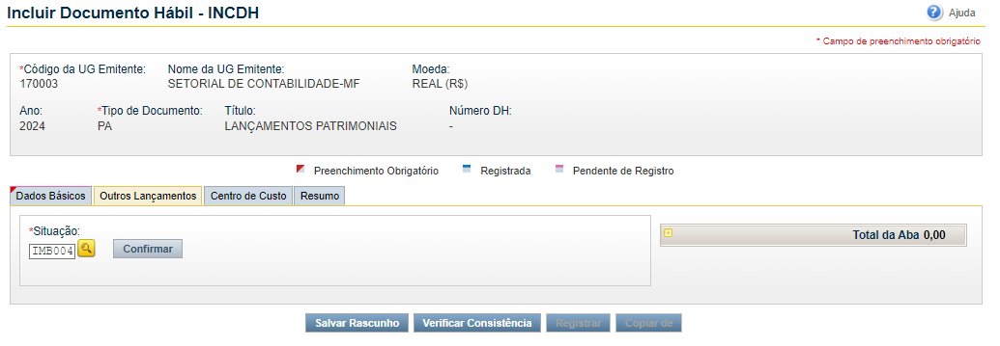 Incluir Documento Hábil - INCDH
Ajuda
* Campo de preenchimento obrigatório
*Código da UG Emitente: Nome da UG Emitente: Moeda:
170003 SETORIAL DE CONTABILIDADE-MF REAL (R$)
Ano: *Tipo de Documento: Título: Número DH:
2024 PA LANÇAMENTOS PATRIMONIAIS -
Preenchimento Obrigatório Registrada Pendente de Registro
Dados Básicos Outros Lançamentos Centro de Custo Resumo
*Situação:
IMB004 Confirmar
Total da Aba 0,00
Salvar Rascunho Verificar Consistência Registrar Copiar de